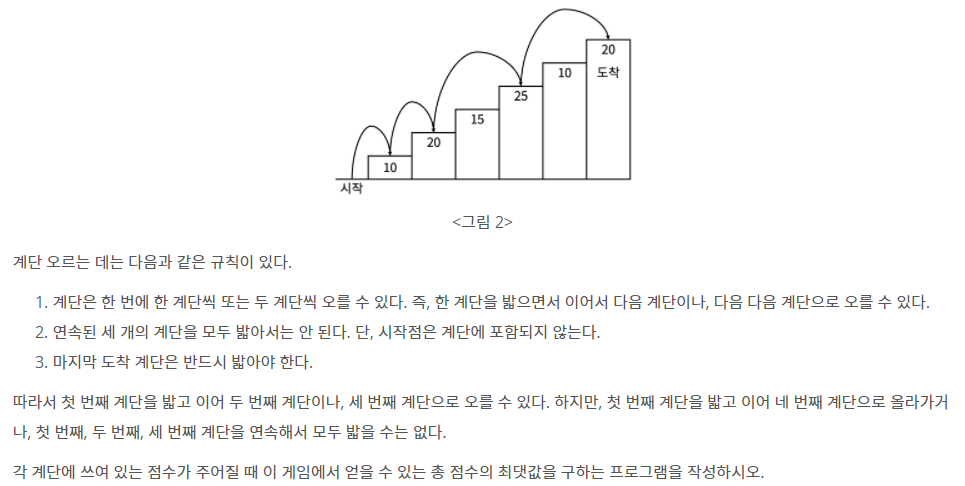 20
도착
10
25
15
20
10
시작
<그림 2>
계단 오르는 데는 다음과 같은 규칙이 있다.
1. 계단은 한 번에 한 계단씩 또는 두 계단씩 오를 수 있다. 즉, 한 계단을 밟으면서 이어서 다음 계단이나, 다음 다음 계단으로 오를 수 있다.
2. 연속된 세 개의 계단을 모두 밟아서는 안 된다. 단, 시작점은 계단에 포함되지 않는다.
3. 마지막 도착 계단은 반드시 밟아야 한다.
따라서 첫 번째 계단을 밟고 이어 두 번째 계단이나, 세 번째 계단으로 오를 수 있다. 하지만, 첫 번째 계단을 밟고 이어 네 번째 계단으로 올라가거
나, 첫 번째, 두 번째, 세 번째 계단을 연속해서 모두 밟을 수는 없다.
각 계단에 쓰여 있는 점수가 주어질 때 이 게임에서 얻을 수 있는 총 점수의 최댓값을 구하는 프로그램을 작성하시오.